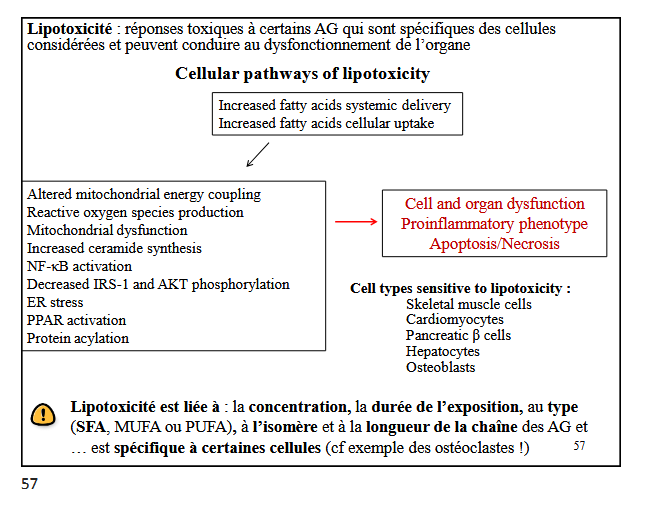 Lipotoxicité : réponses toxiques à certains AG qui sont spécifiques des cellules
considérées et peuvent conduire au dysfonctionnement de l’organe
Cellular pathways of lipotoxicity
Increased fatty acids systemic delivery
Increased fatty acids cellular uptake
Altered mitochondrial energy coupling
Reactive oxygen species production
Mitochondrial dysfunction
Increased ceramide synthesis
NF-κB activation
Decreased IRS-1 and AKT phosphorylation
ER stress
PPAR activation
Protein acylation
Cell and organ dysfunction
Proinflammatory phenotype
Apoptosis/Necrosis
Cell types sensitive to lipotoxicity :
Skeletal muscle cells
Cardiomyocytes
Pancreatic β cells
Hepatocytes
Osteoblasts
Lipotoxicité est liée à : la concentration, la durée de l’exposition, au type
(SFA, MUFA ou PUFA), à l’isomère et à la longueur de la chaîne des AG et
… est spécifique à certaines cellules (cf exemple des ostéoclastes !)
57
57